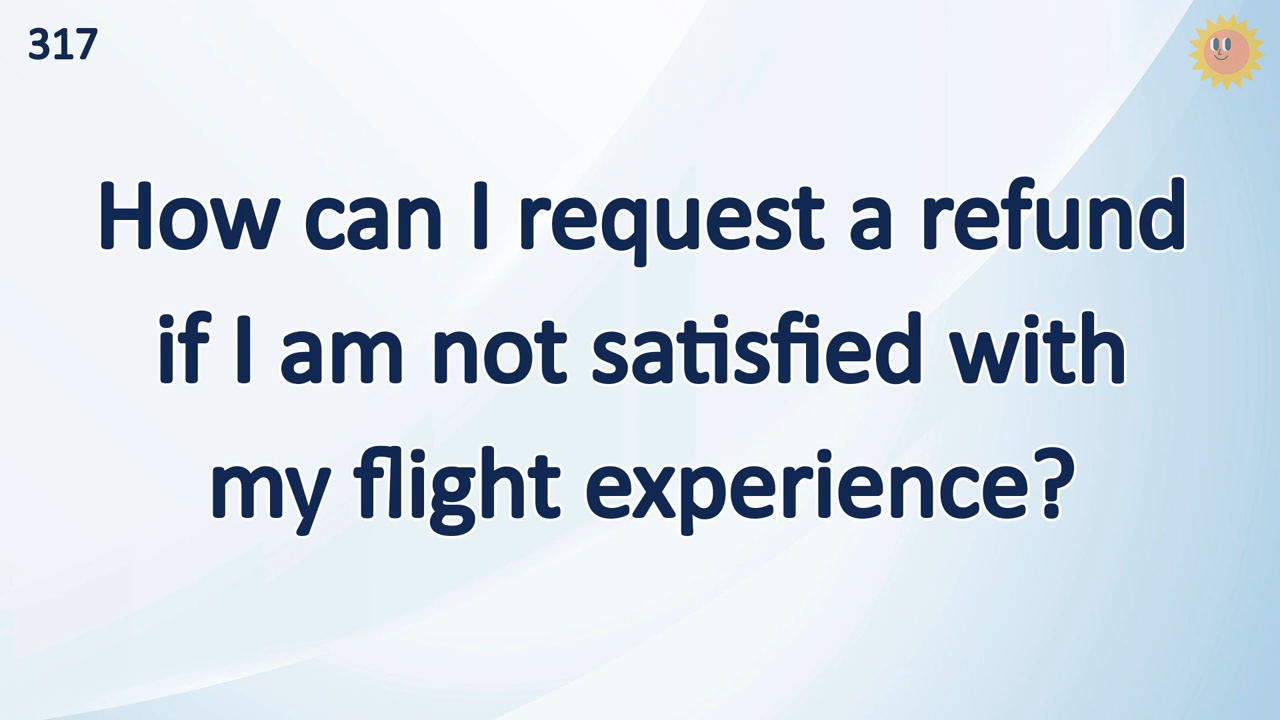 317
How can I request a refund
if I am not satisfied with
my flight experience?